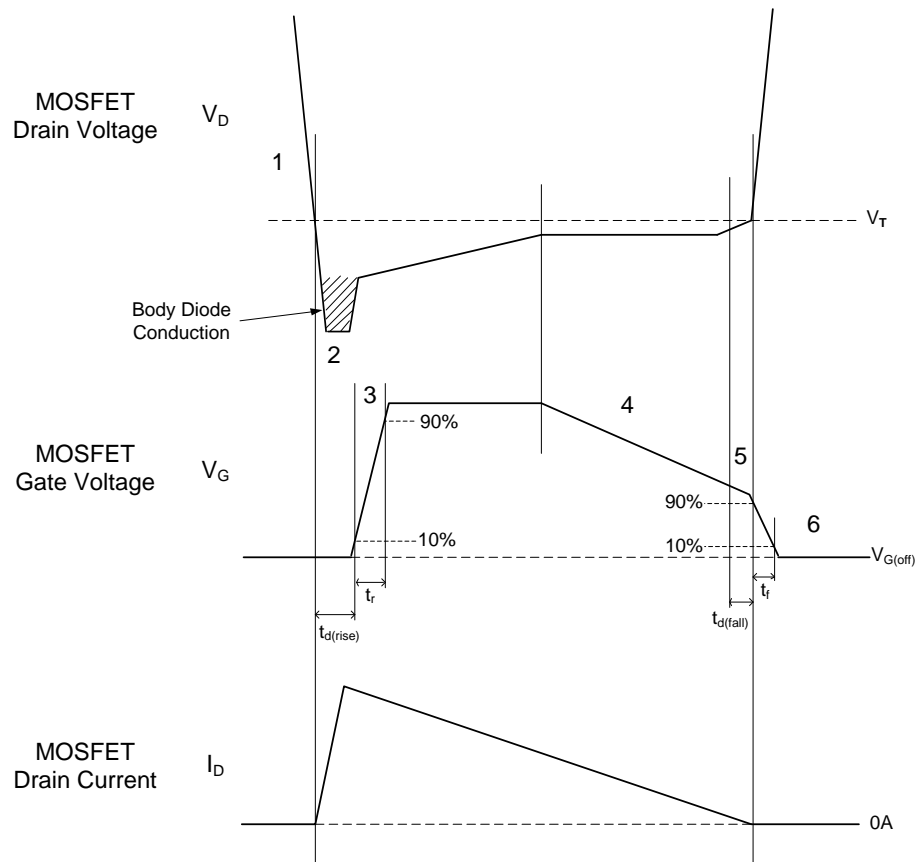 MOSFET
Drain Voltage
V_D
1
V_T
Body Diode
Conduction
2
3
4
90%
MOSFET
Gate Voltage
V_G
5
90%
6
10%
10%
V_G(off)
t_r
t_f
t_d(rise)
t_d(fall)
MOSFET
Drain Current
I_D
0A